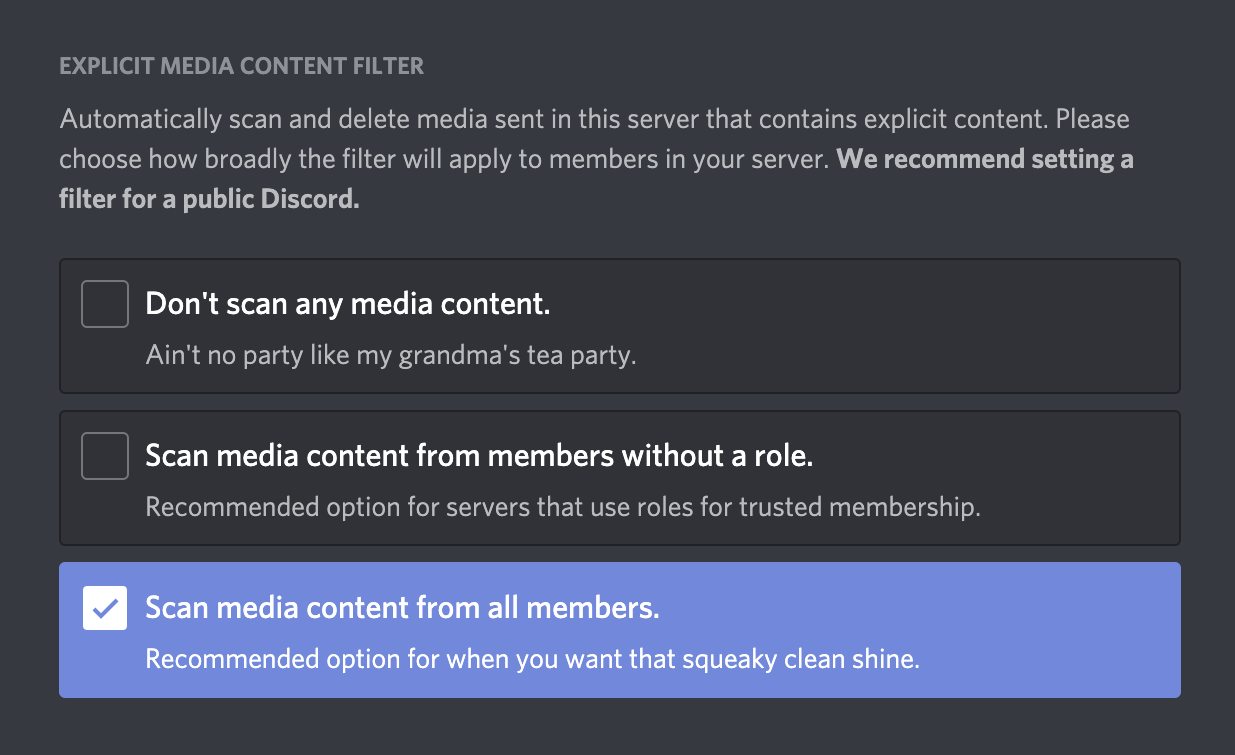 EXPLICIT MEDIA CONTENT FILTER
Automatically scan and delete media sent in this server that contains explicit content. Please
choose how broadly the filter will apply to members in your server. We recommend setting a
filter for a public Discord.
Don't scan any media content.
Ain't no party like my grandma's tea party.
Scan media content from members without a role.
Recommended option for servers that use roles for trusted membership.
Scan media content from all members.
Recommended option for when you want that squeaky clean shine.